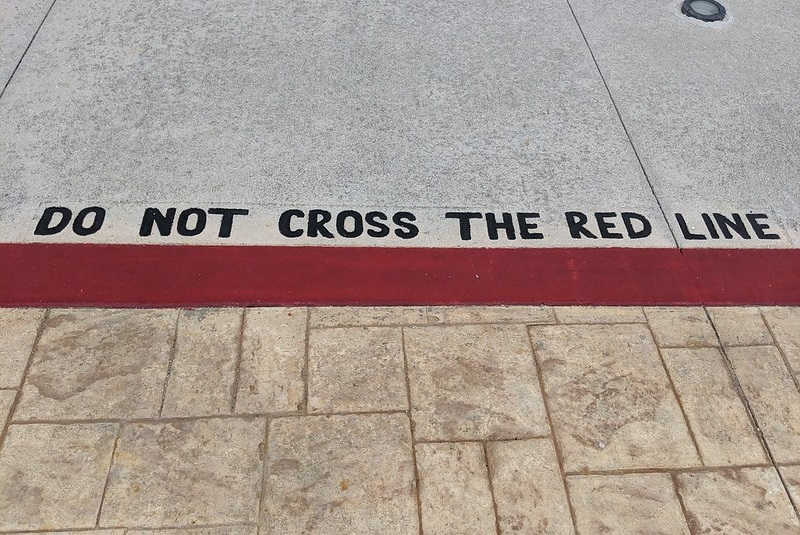 DO NOT CROSS THE RED LINE